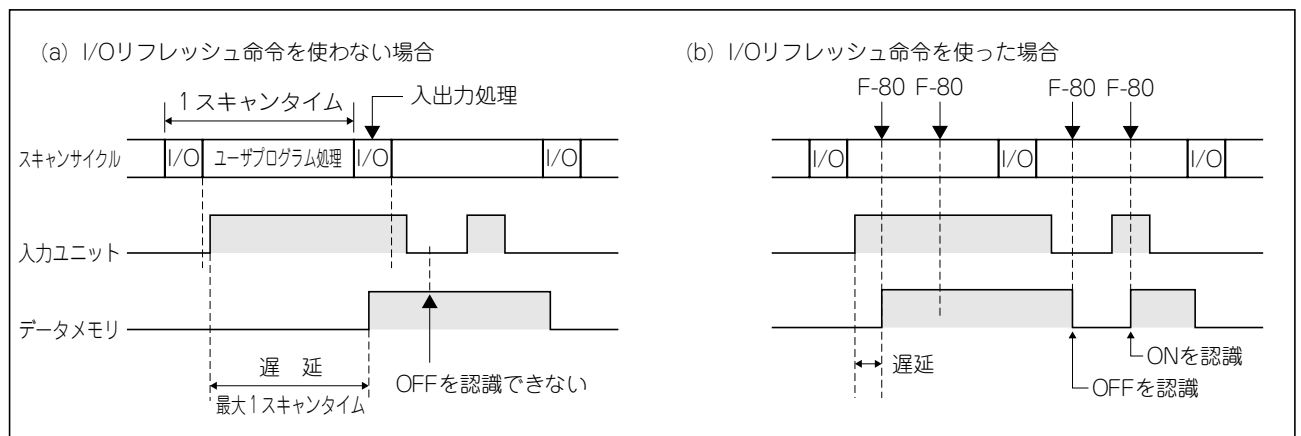 (a) I/Oリフレッシュ命令を使わない場合
1スキャンタイム
入出力処理
スキャンサイクル
I/O
ユーザプログラム処理
I/O
I/O
入力ユニット
データメモリ
遅 延
最大1スキャンタイム
OFFを認識できない
(b) I/Oリフレッシュ命令を使った場合
F-80 F-80 F-80 F-80
I/O
I/O
I/O
遅延
ONを認識
OFFを認識